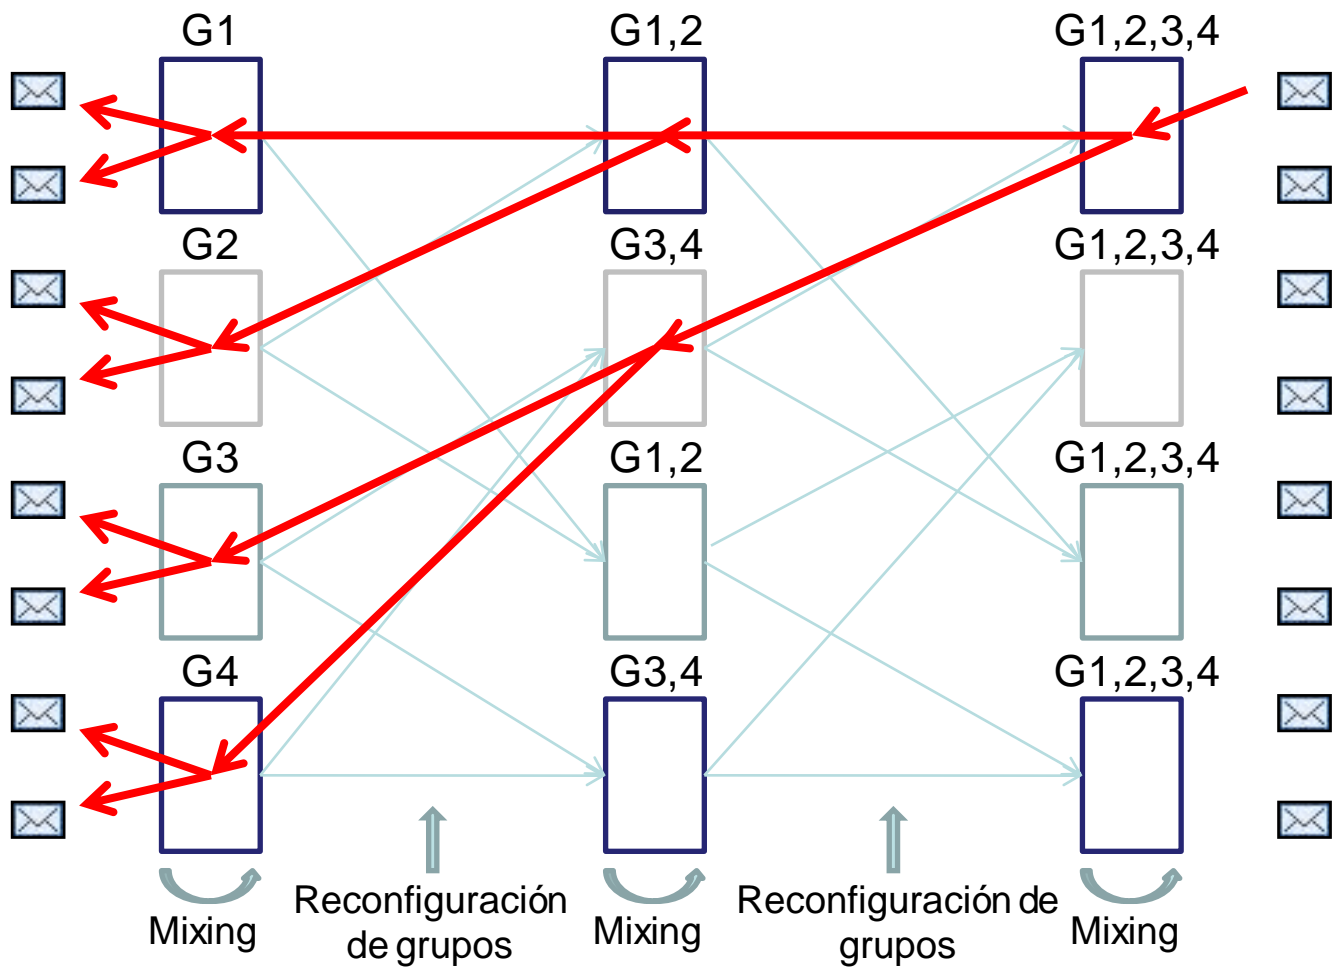 G1
G1,2
G1,2,3,4
G2
G3,4
G1,2,3,4
G3
G1,2
G1,2,3,4
G4
G3,4
G1,2,3,4
Mixing
Reconfiguración
de grupos
Mixing
Reconfiguración de
grupos
Mixing